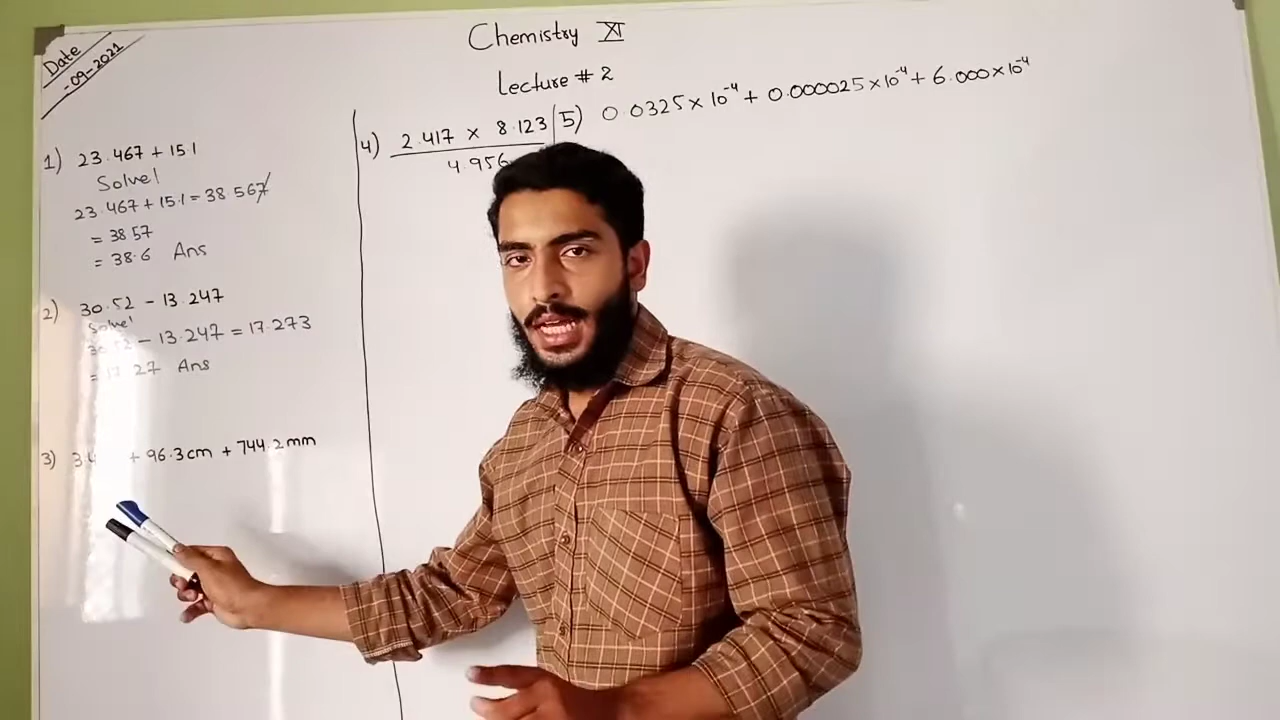 Chemistry XI
Date
-09-2021
Lecture # 2
1) 23.467 + 15.1
Solve!
23.467 + 15.1 = 38.567
= 38.57
= 38.6 Ans
2) 30.52 - 13.247
Solve!
30.52 - 13.247 = 17.273
= 17.27 Ans
3) + 96.3cm + 744.2mm
4) 2.417 × 8.123
4.956
5) 0.0325 × 10⁻⁴ + 0.000025 × 10⁻⁴ + 6.000 × 10⁻⁴